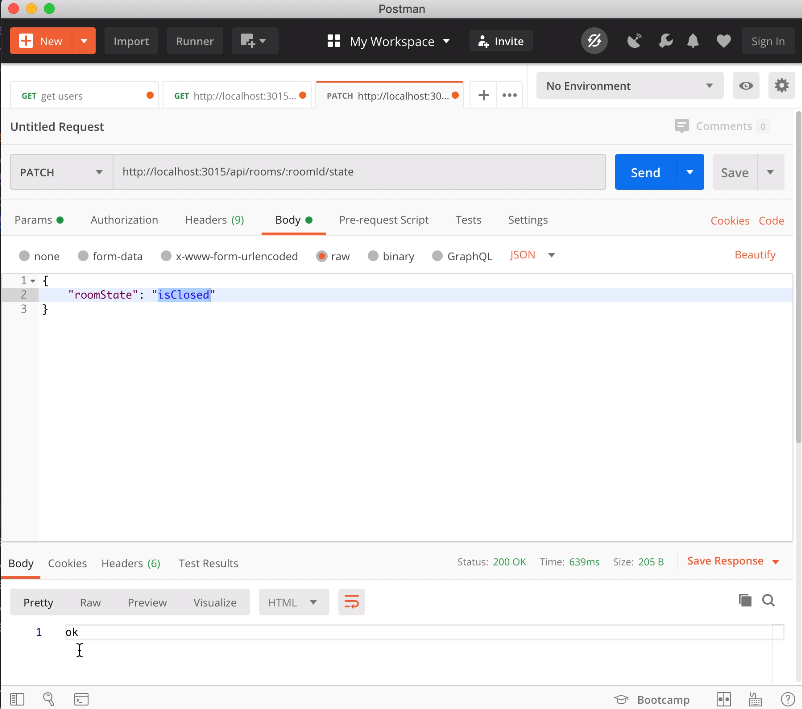 Postman
New Import Runner My Workspace Invite Sign In
GET get users GET http://localhost:3015... PATCH http://localhost:30... No Environment
Untitled Request Comments 0
PATCH http://localhost:3015/api/rooms/:roomId/state Send Save
Params Authorization Headers (9) Body Pre-request Script Tests Settings Cookies Code
none form-data x-www-form-urlencoded raw binary GraphQL JSON Beautify
1 {
2 "roomState": "isClosed"
3 }
Body Cookies Headers (6) Test Results Status: 200 OK Time: 639ms Size: 205 B Save Response
Pretty Raw Preview Visualize HTML
1 ok
Bootcamp